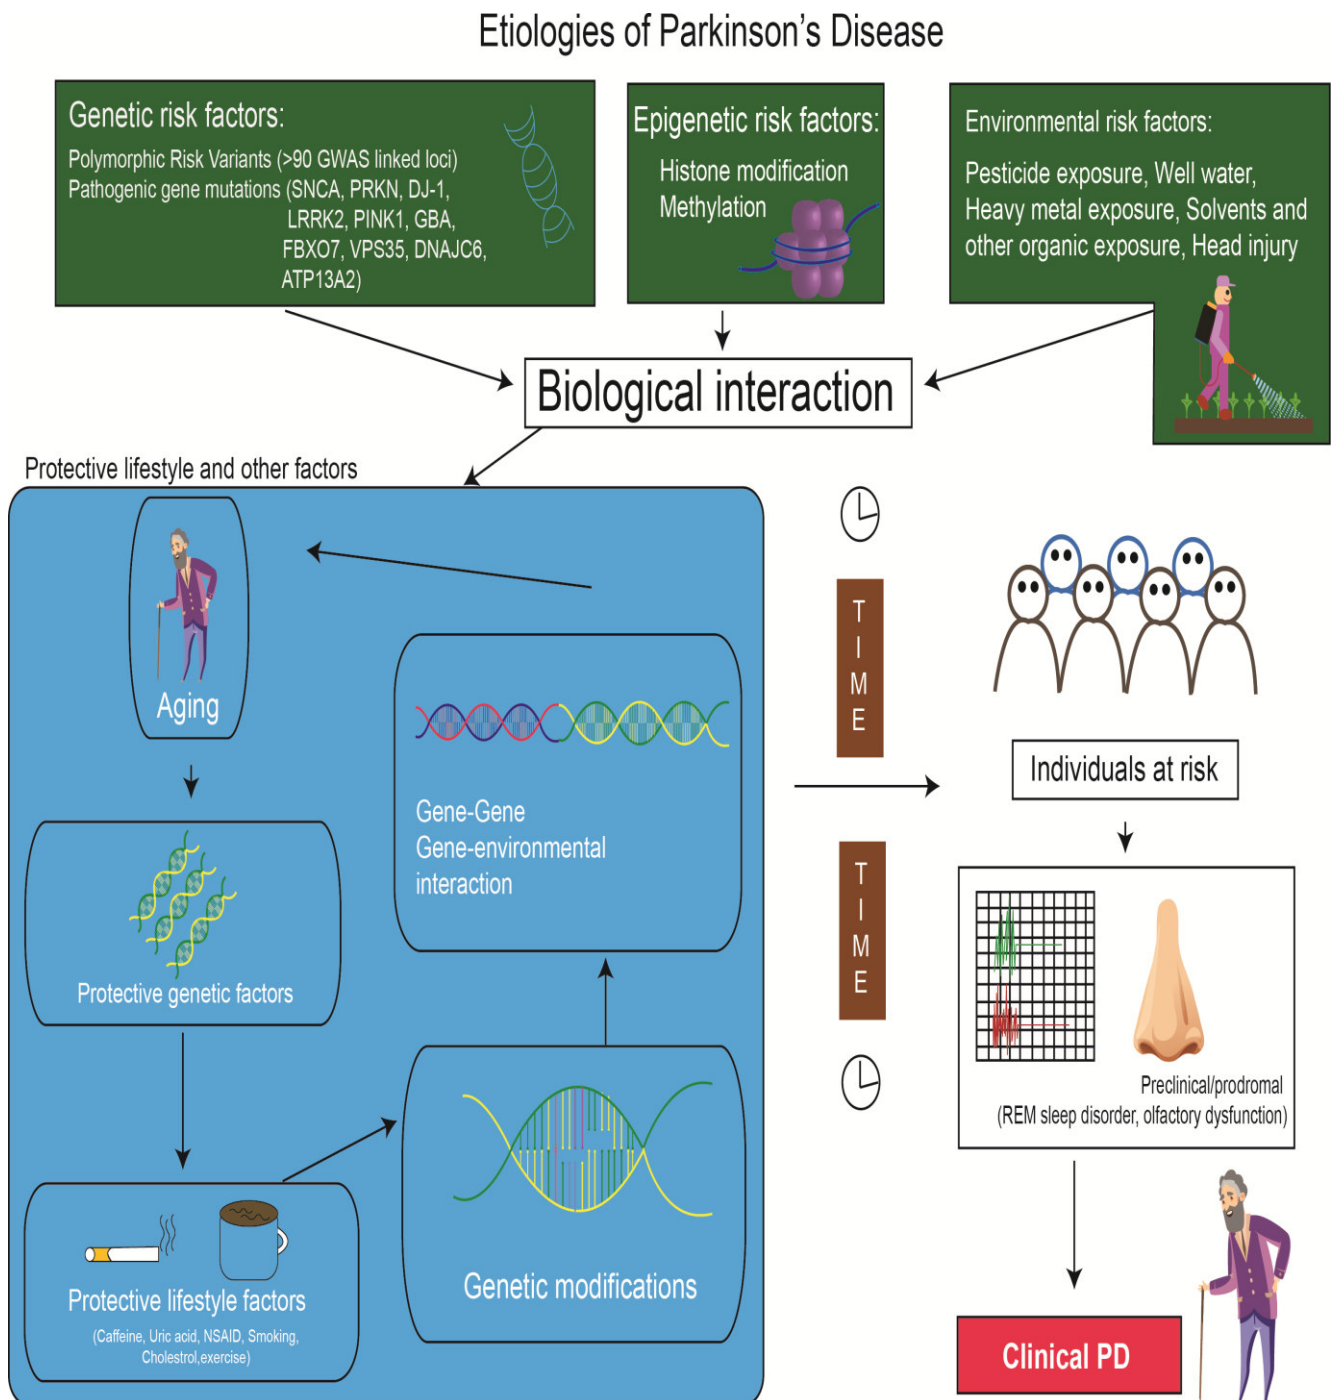 Etiologies of Parkinson's Disease
Genetic risk factors:
Polymorphic Risk Variants (>90 GWAS linked loci)
Pathogenic gene mutations (SNCA, PRKN, DJ-1,
LRRK2, PINK1, GBA,
FBXO7, VPS35, DNAJC6,
ATP13A2)
Epigenetic risk factors:
Histone modification
Methylation
Environmental risk factors:
Pesticide exposure, Well water,
Heavy metal exposure, Solvents and
other organic exposure, Head injury
Biological interaction
Protective lifestyle and other factors
Aging
Protective genetic factors
Protective lifestyle factors
(Caffeine, Uric acid, NSAID, Smoking,
Cholestrol,exercise)
Genetic modifications
Gene-Gene
Gene-environmental
interaction
T
I
M
E
T
I
M
E
Individuals at risk
Preclinical/prodromal
(REM sleep disorder, olfactory dysfunction)
Clinical PD